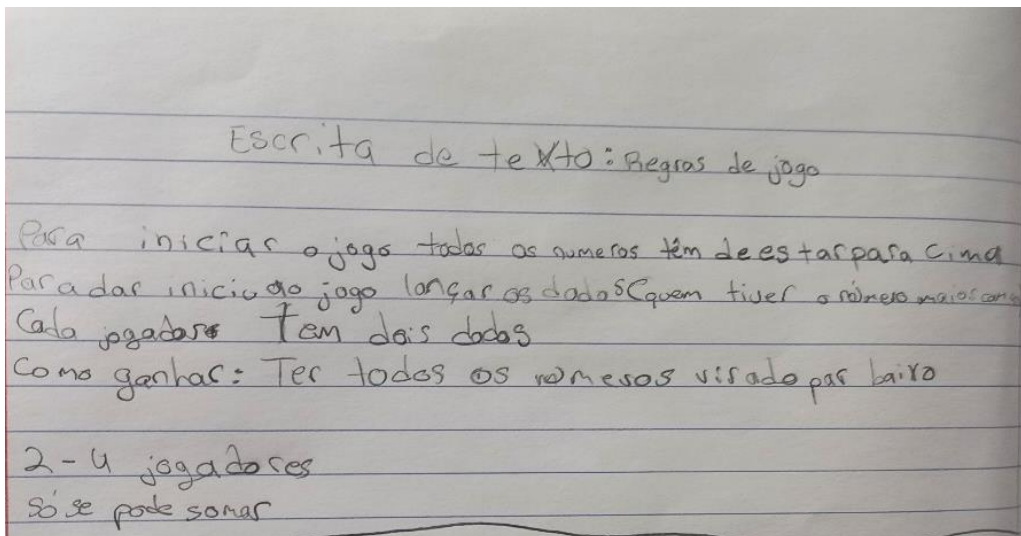 Escrita de texto: Regras de jogo
Para iniciar o jogo todos os numeros têm de estar para cima
Para dar inicio ao jogo lançar os dados (quem tiver o número maior
Cada jogador Tem dois dados
Como ganhar: Ter todos os números virado par baixo
2-4 jogadores
só se pode somar